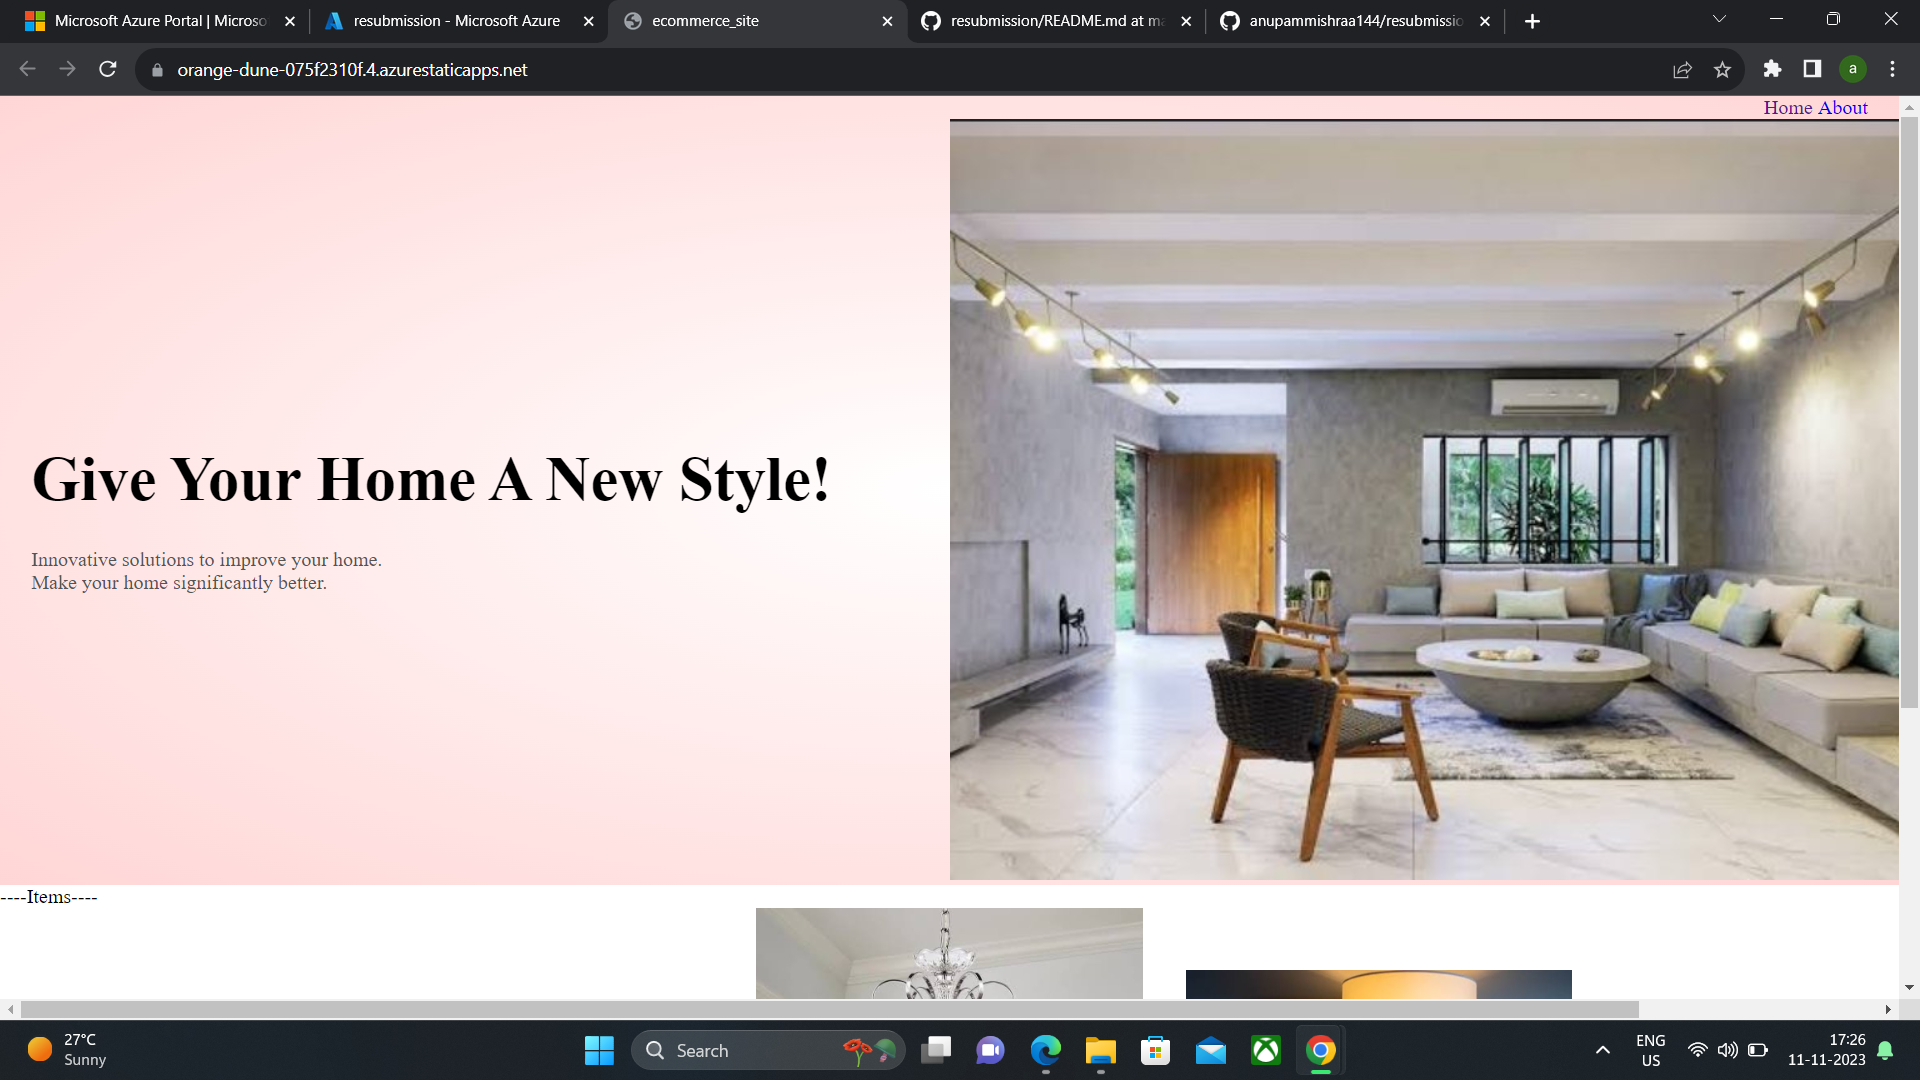 Microsoft Azure Portal | Microso
resubmission - Microsoft Azure
ecommerce_site
resubmission/README.md at ma
anupammishraa144/resubmissio
orange-dune-075f2310f.4.azurestaticapps.net
a
Home About
Give Your Home A New Style!
Innovative solutions to improve your home.
Make your home significantly better.
----Items----
27°C
Sunny
Search
ENG
US
17:26
11-11-2023